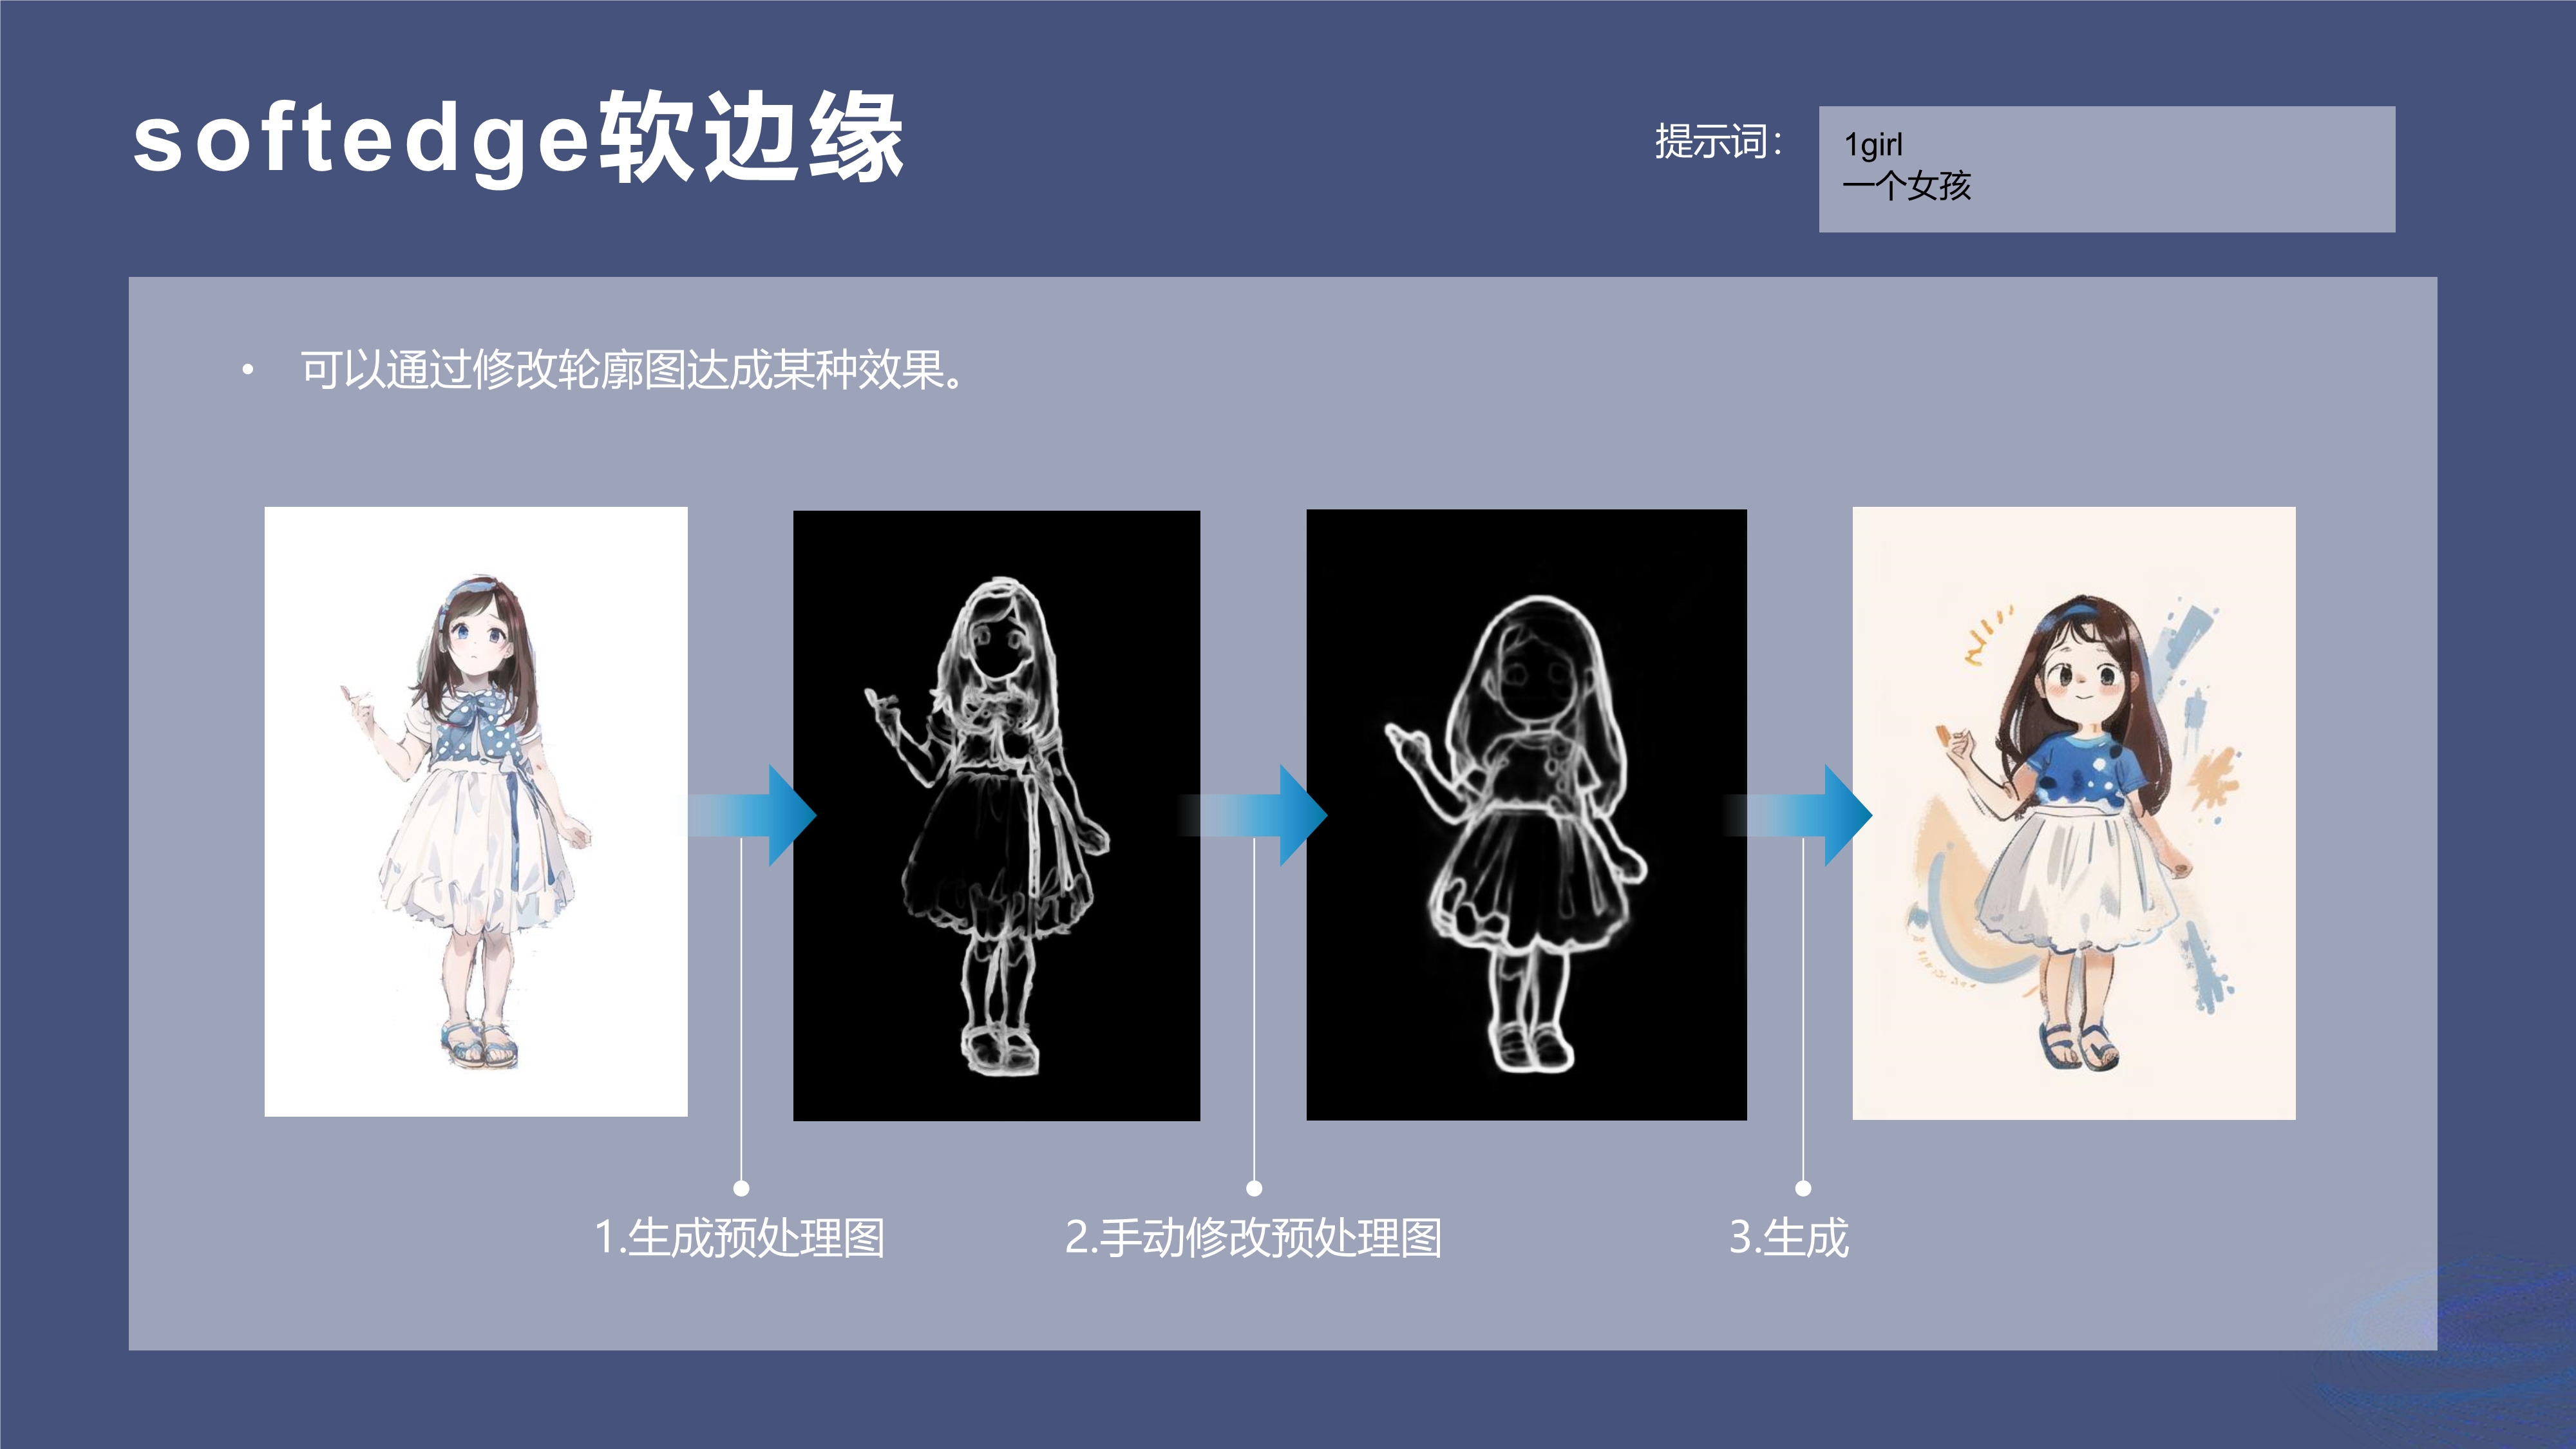 softedge软边缘
提示词：
1girl
一个女孩
• 可以通过修改轮廓图达成某种效果。
1.生成预处理图
2.手动修改预处理图
3.生成